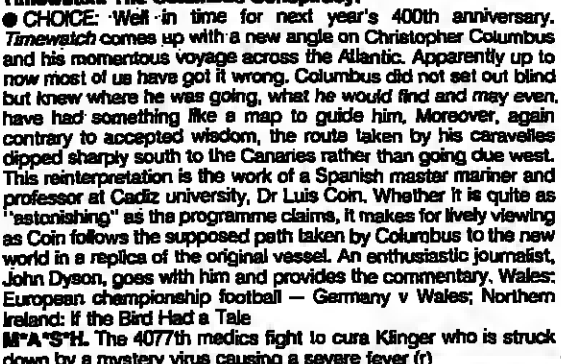 Timewatch: The Columbus Conspiracy?
● CHOICE: Well in time for next year's 400th anniversary,
Timewatch comes up with a new angle on Christopher Columbus
and his momentous voyage across the Atlantic. Apparently up to
now most of us have got it wrong. Columbus did not set out blind
but knew where he was going, what he would find and may even,
have had something like a map to guide him. Moreover, again
contrary to accepted wisdom, the route taken by his caravelles
dipped sharply south to the Canaries rather than going due west.
This reinterpretation is the work of a Spanish master mariner and
professor at Cadiz university, Dr Luis Coin. Whether it is quite as
"astonishing" as the programme claims, it makes for lively viewing
as Coin follows the supposed path taken by Columbus to the new
world in a replica of the original vessel. An enthusiastic journalist,
John Dyson, goes with him and provides the commentary. Wales:
European championship football — Germany v Wales; Northern
Ireland: If the Bird Had a Tale
M*A*S*H. The 4077th medics fight to cure Klinger who is struck
down by a mystery virus causing a severe fever (r)